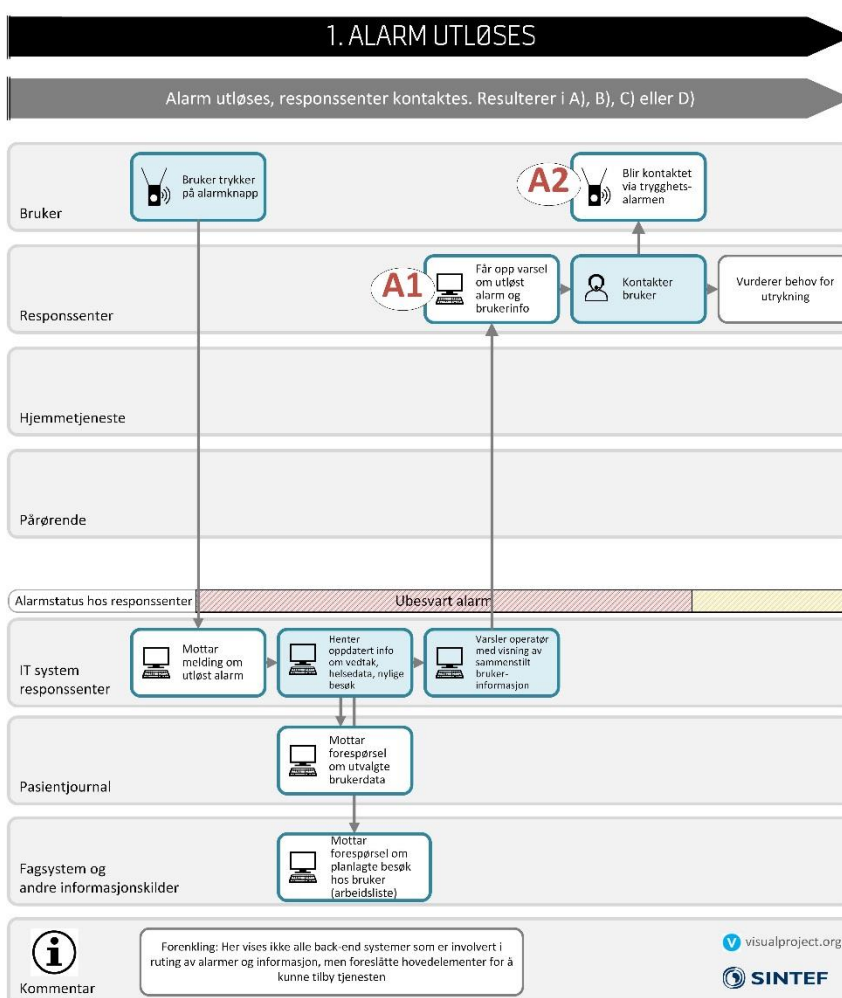 1. ALARM UTLØSES
Alarm utløses, responssenter kontaktes. Resulterer i A), B), C) eller D)
Bruker
Bruker trykker
på alarmknapp
A2
Blir kontaktet
via trygghets-
alarmen
Responssenter
A1
Får opp varsel
om utløst
alarm og
brukerinfo
Kontakter
bruker
Vurderer behov for
utrykning
Hjemmetjeneste
Pårørende
Alarmstatus hos responssenter
Ubesvart alarm
IT system
responssenter
Mottar
melding om
utløst alarm
Henter
oppdatert info
om vedtak,
helsedata, nylige
besøk
Varsler operatør
med visning av
sammenstilt
bruker-
informasjon
Pasientjournal
Mottar
forespørsel
om utvalgte
brukerdata
Fagsystem og
andre informasjonskilder
Mottar
forespørsel om
planlagte besøk
hos bruker
(arbeidsliste)
Kommentar
Forenkling: Her vises ikke alle back-end systemer som er involvert i
ruting av alarmer og informasjon, men foreslåtte hovedelementer for å
kunne tilby tjenesten
visualproject.org
SINTEF